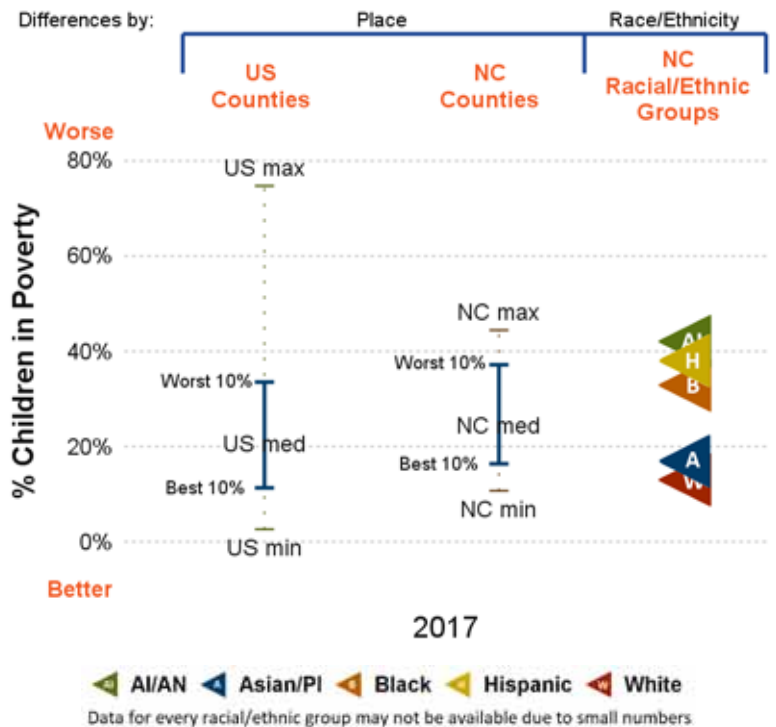 Differences by: Place Race/Ethnicity
US Counties
NC Counties
NC Racial/Ethnic Groups
Worse
80%
US max
60%
NC max
40%
AI
H
B
Worst 10%
Worst 10%
% Children in Poverty
20%
US med
NC med
A
W
Best 10%
Best 10%
0%
US min
NC min
Better
2017
AI AI/AN A Asian/PI B Black H Hispanic W White
Data for every racial/ethnic group may not be available due to small numbers